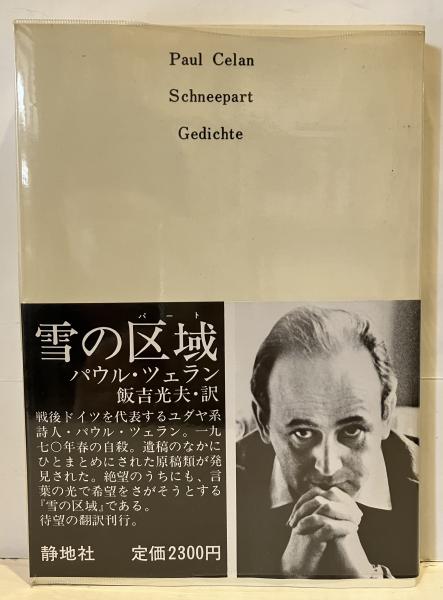 Paul Celan
Schneepart
Gedichte
パート
雪の区域
パウル・ツェラン
飯吉光夫・訳
戦後ドイツを代表するユダヤ系
詩人・パウル・ツェラン。一九
七〇年春の自殺。遺稿のなかに
ひとまとめにされた原稿類が発
見された。絶望のうちにも、言
葉の光で希望をさがそうとする
『雪の区域』である。
待望の翻訳刊行。
静地社 定価2300円